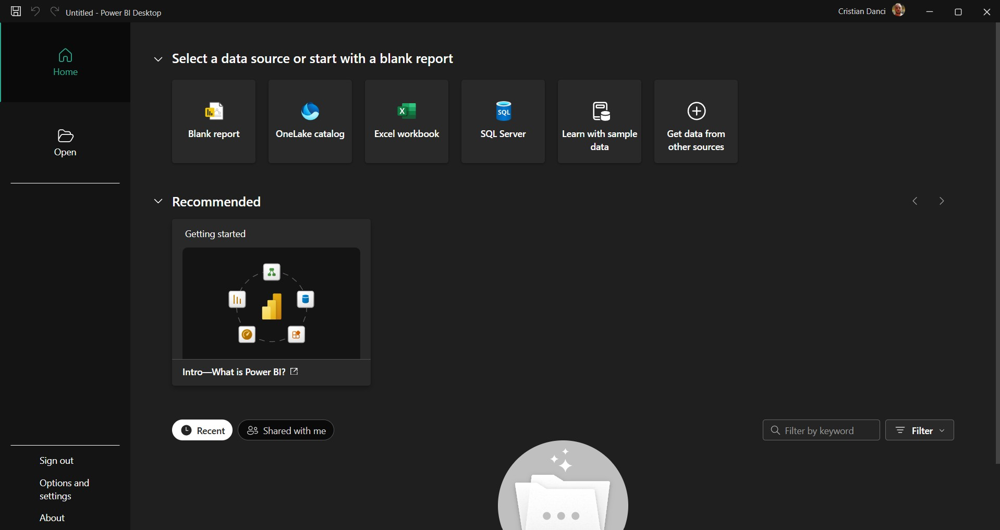 Untitled - Power BI Desktop
Cristian Danci
Home
Open
Select a data source or start with a blank report
Blank report
OneLake catalog
Excel workbook
SQL
SQL Server
Learn with sample
data
Get data from
other sources
Recommended
Getting started
Intro—What is Power BI?
Recent
Shared with me
Filter by keyword
Filter
Sign out
Options and
settings
About